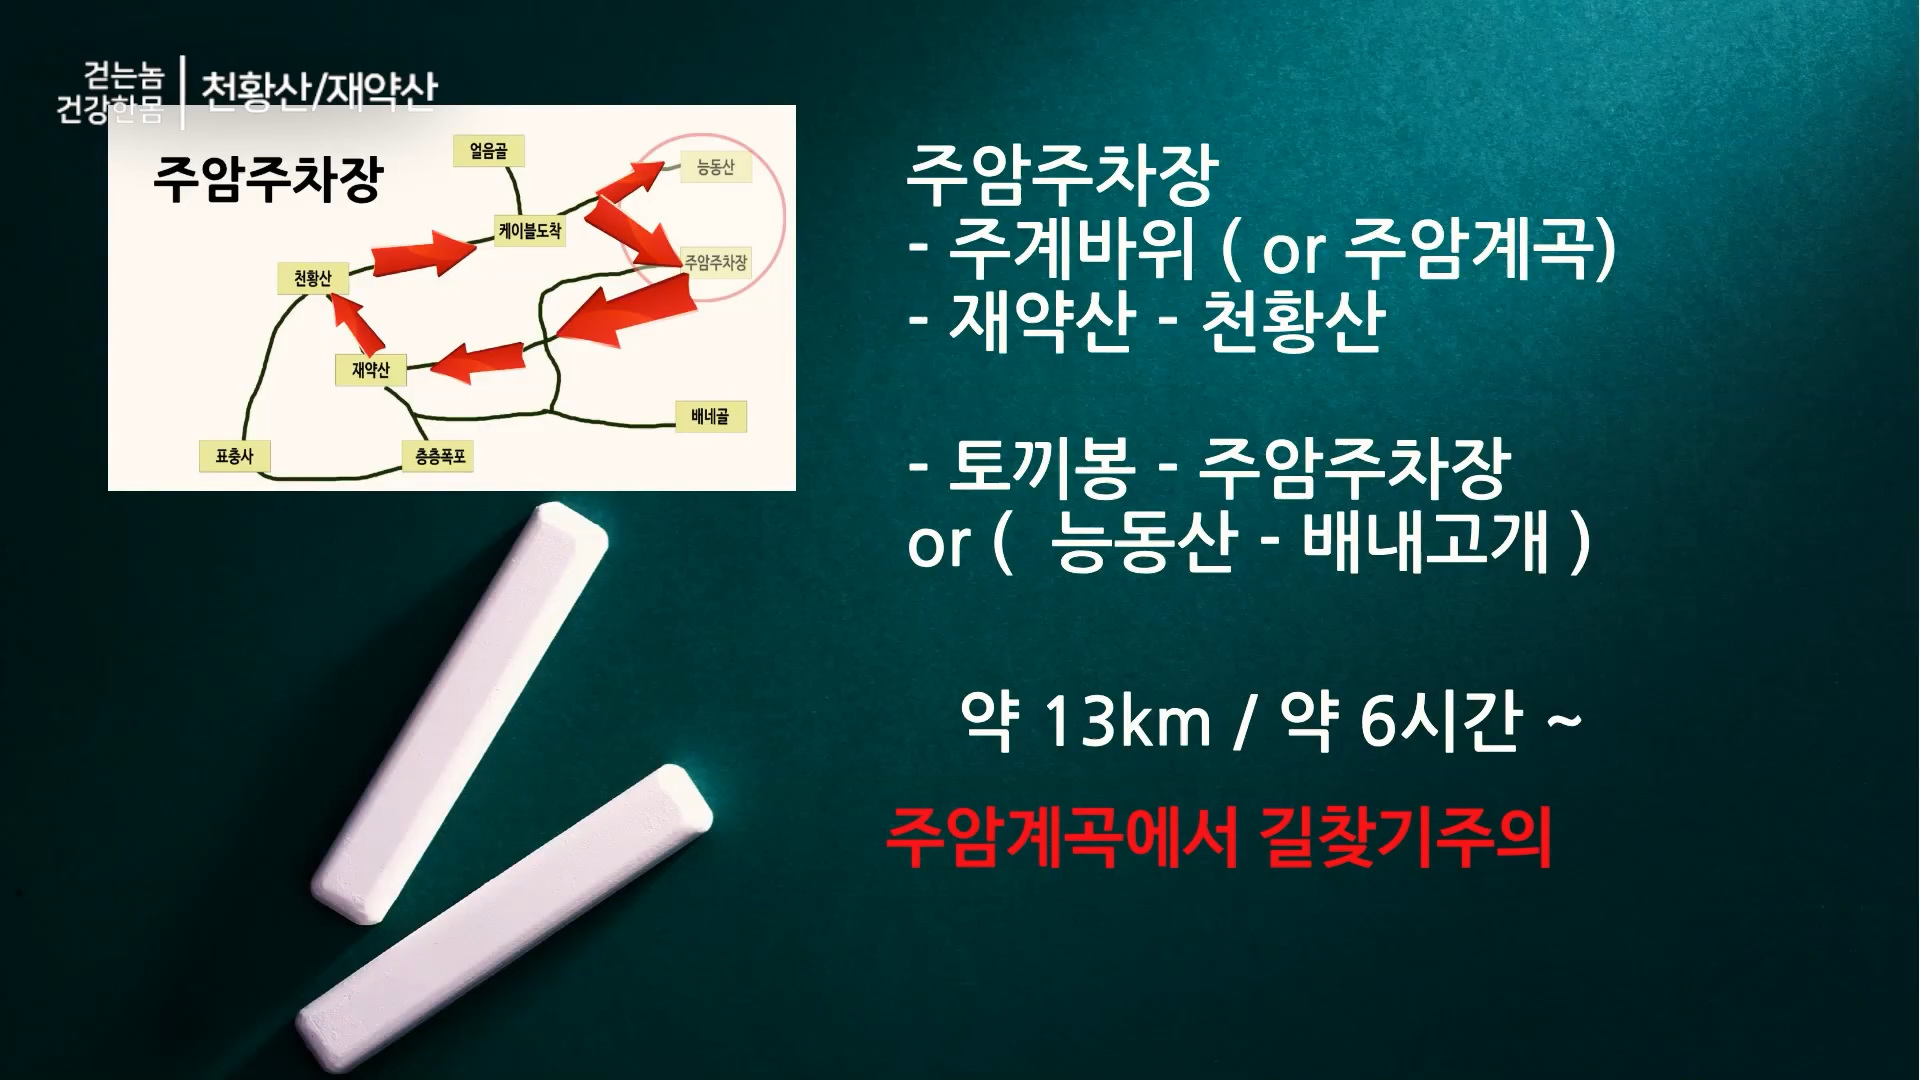 걷는놈
건강한몸
천황산/재약산
주암주차장
얼음골
능동산
케이블도착
주암주차장
천황산
재약산
배네골
표충사
층층폭포
주암주차장
- 주계바위 ( or 주암계곡)
- 재약산 - 천황산
- 토끼봉 - 주암주차장
or ( 능동산 - 배내고개 )
약 13km / 약 6시간 ~
주암계곡에서 길찾기주의